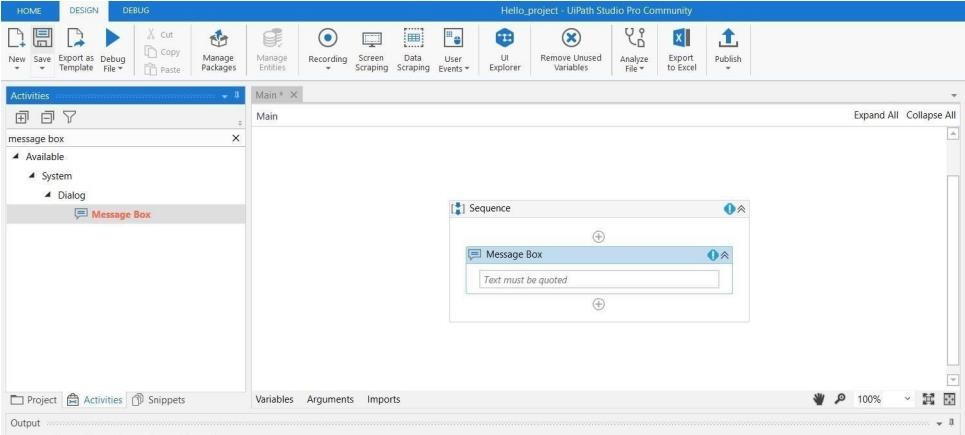 HOME DESIGN DEBUG Hello_project - UiPath Studio Pro Community
New Save Export as Template Debug File Cut Copy Paste Manage Packages Manage Entities Recording Screen Scraping Data Scraping User Events UI Explorer Remove Unused Variables Analyze File Export to Excel Publish
Activities
Main *
Main Expand All Collapse All
message box
Available
System
Dialog
Message Box
Sequence
Message Box
Text must be quoted
Project Activities Snippets
Variables Arguments Imports 100%
Output